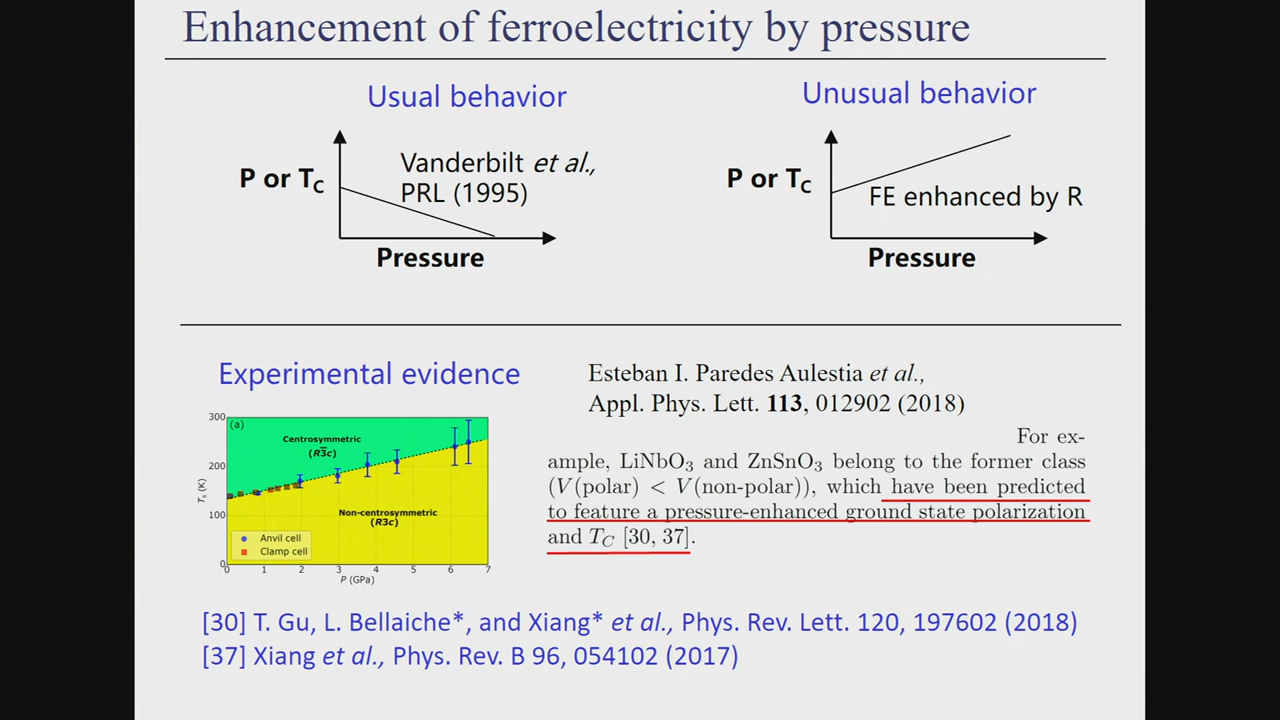 Enhancement of ferroelectricity by pressure
Usual behavior
P or TC
Vanderbilt et al.,
PRL (1995)
Pressure
Unusual behavior
P or TC
FE enhanced by R
Pressure
Experimental evidence
300
200
100
0
Ts (K)
(a)
Centrosymmetric
(R3̅c)
Non-centrosymmetric
(R3c)
Anvil cell
Clamp cell
0 1 2 3 4 5 6 7
P (GPa)
Esteban I. Paredes Aulestia et al.,
Appl. Phys. Lett. 113, 012902 (2018)
For ex-
ample, LiNbO3 and ZnSnO3 belong to the former class
(V(polar) < V(non-polar)), which have been predicted
to feature a pressure-enhanced ground state polarization
and TC [30, 37].
[30] T. Gu, L. Bellaiche*, and Xiang* et al., Phys. Rev. Lett. 120, 197602 (2018)
[37] Xiang et al., Phys. Rev. B 96, 054102 (2017)